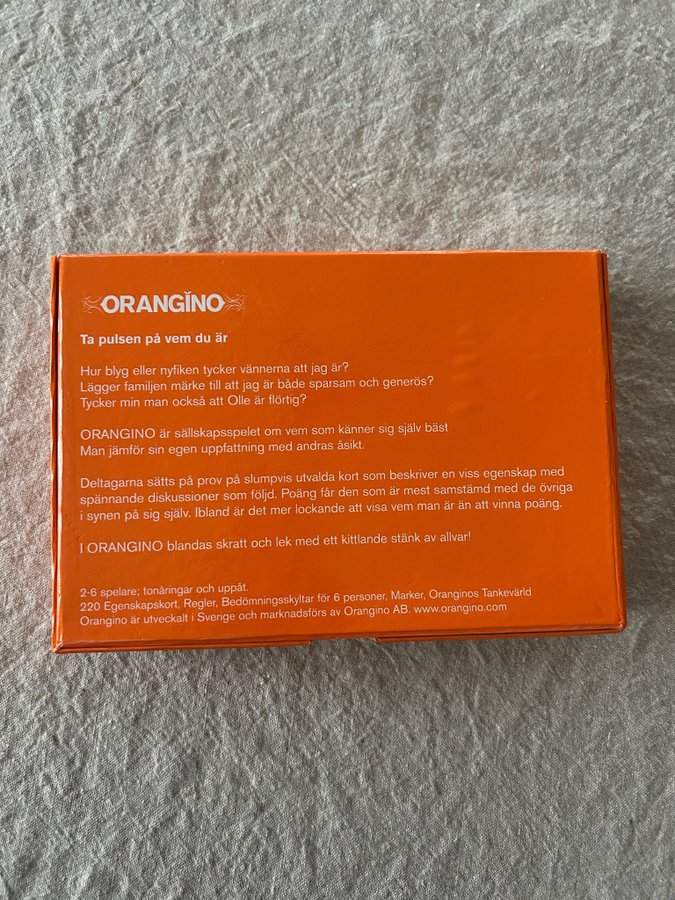 ORANGĬNO
Ta pulsen på vem du är
Hur blyg eller nyfiken tycker vännerna att jag är?
Lägger familjen märke till att jag är både sparsam och generös?
Tycker min man också att Olle är flörtig?
ORANGINO är sällskapsspelet om vem som känner sig själv bäst
Man jämför sin egen uppfattning med andras åsikt.
Deltagarna sätts på prov på slumpvis utvalda kort som beskriver en viss egenskap med
spännande diskussioner som följd. Poäng får den som är mest samstämd med de övriga
i synen på sig själv. Ibland är det mer lockande att visa vem man är än att vinna poäng.
I ORANGINO blandas skratt och lek med ett kittlande stänk av allvar!
2-6 spelare; tonåringar och uppåt.
220 Egenskapskort, Regler, Bedömningsskyltar för 6 personer, Marker, Oranginos Tankevärld
Orangino är utveckalt i Sverige och marknadsförs av Orangino AB. www.orangino.com